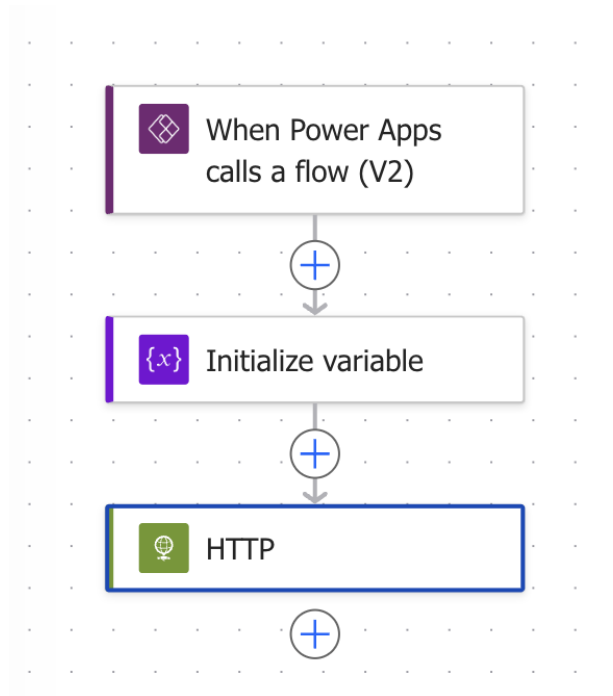 When Power Apps
calls a flow (V2)
{x} Initialize variable
HTTP